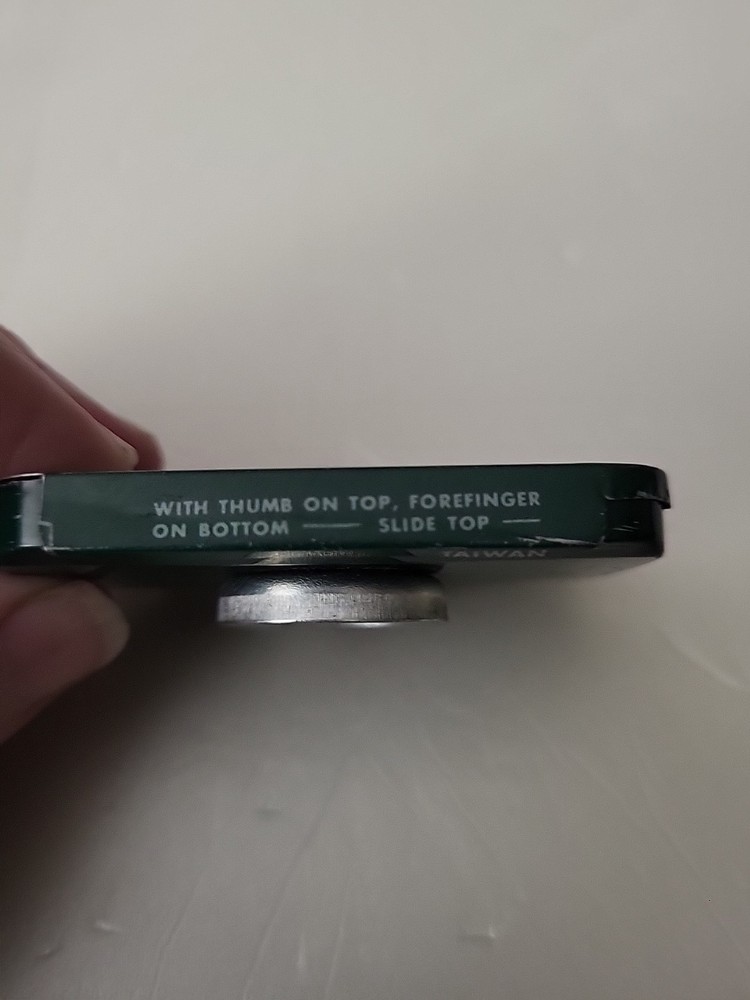 WITH THUMB ON TOP, FOREFINGER
ON BOTTOM — SLIDE TOP —
TAIWAN